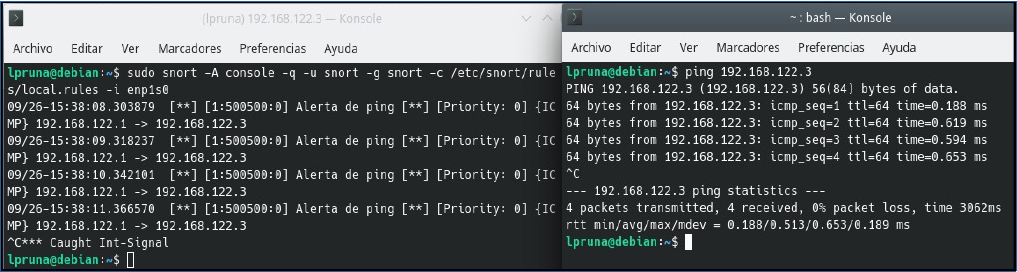 (lpruna) 192.168.122.3 — Konsole
Archivo Editar Ver Marcadores Preferencias Ayuda
lpruna@debian:~$ sudo snort -A console -q -u snort -g snort -c /etc/snort/rule
s/local.rules -i enp1s0
09/26-15:38:08.303879 [**] [1:500500:0] Alerta de ping [**] [Priority: 0] {IC
MP} 192.168.122.1 -> 192.168.122.3
09/26-15:38:09.318237 [**] [1:500500:0] Alerta de ping [**] [Priority: 0] {IC
MP} 192.168.122.1 -> 192.168.122.3
09/26-15:38:10.342101 [**] [1:500500:0] Alerta de ping [**] [Priority: 0] {IC
MP} 192.168.122.1 -> 192.168.122.3
09/26-15:38:11.366570 [**] [1:500500:0] Alerta de ping [**] [Priority: 0] {IC
MP} 192.168.122.1 -> 192.168.122.3
^C*** Caught Int-Signal
lpruna@debian:~$
~ : bash — Konsole
Archivo Editar Ver Marcadores Preferencias Ayuda
lpruna@debian:~$ ping 192.168.122.3
PING 192.168.122.3 (192.168.122.3) 56(84) bytes of data.
64 bytes from 192.168.122.3: icmp_seq=1 ttl=64 time=0.188 ms
64 bytes from 192.168.122.3: icmp_seq=2 ttl=64 time=0.619 ms
64 bytes from 192.168.122.3: icmp_seq=3 ttl=64 time=0.594 ms
64 bytes from 192.168.122.3: icmp_seq=4 ttl=64 time=0.653 ms
^C
--- 192.168.122.3 ping statistics ---
4 packets transmitted, 4 received, 0% packet loss, time 3062ms
rtt min/avg/max/mdev = 0.188/0.513/0.653/0.189 ms
lpruna@debian:~$